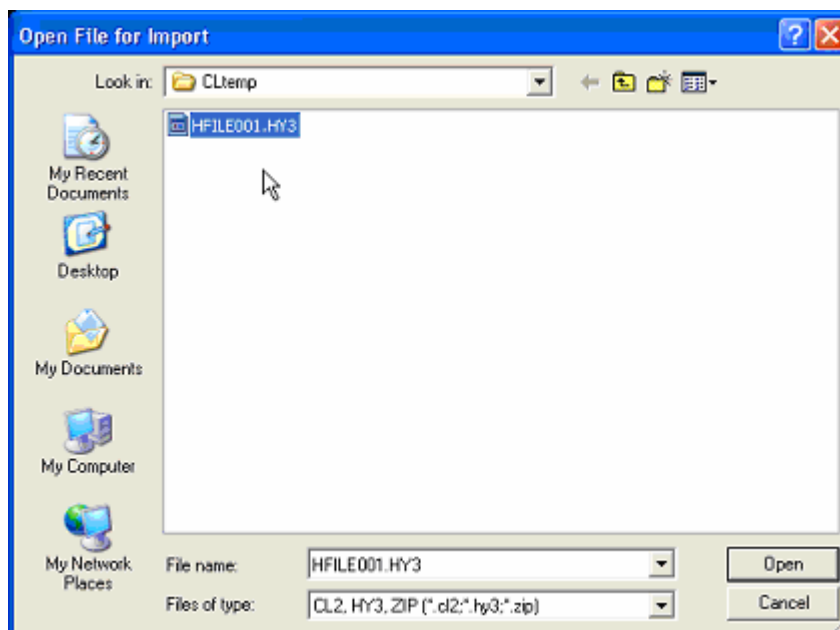 Open File for Import
Look in:
CLtemp
HFILE001.HY3
My Recent
Documents
Desktop
My Documents
My Computer
My Network
Places
File name:
HFILE001.HY3
Open
Files of type:
CL2, HY3, ZIP (*.cl2;*.hy3;*.zip)
Cancel